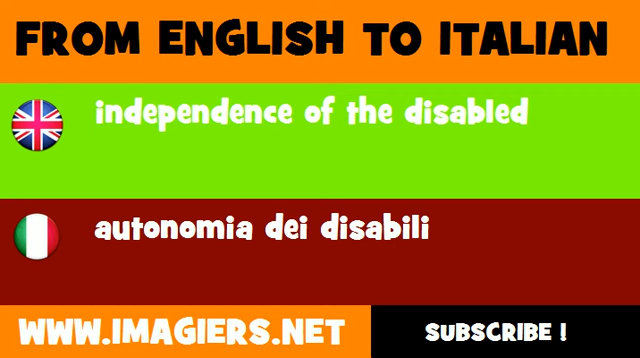 FROM ENGLISH TO ITALIAN
independence of the disabled
autonomia dei disabili
WWW.IMAGIERS.NET
SUBSCRIBE !